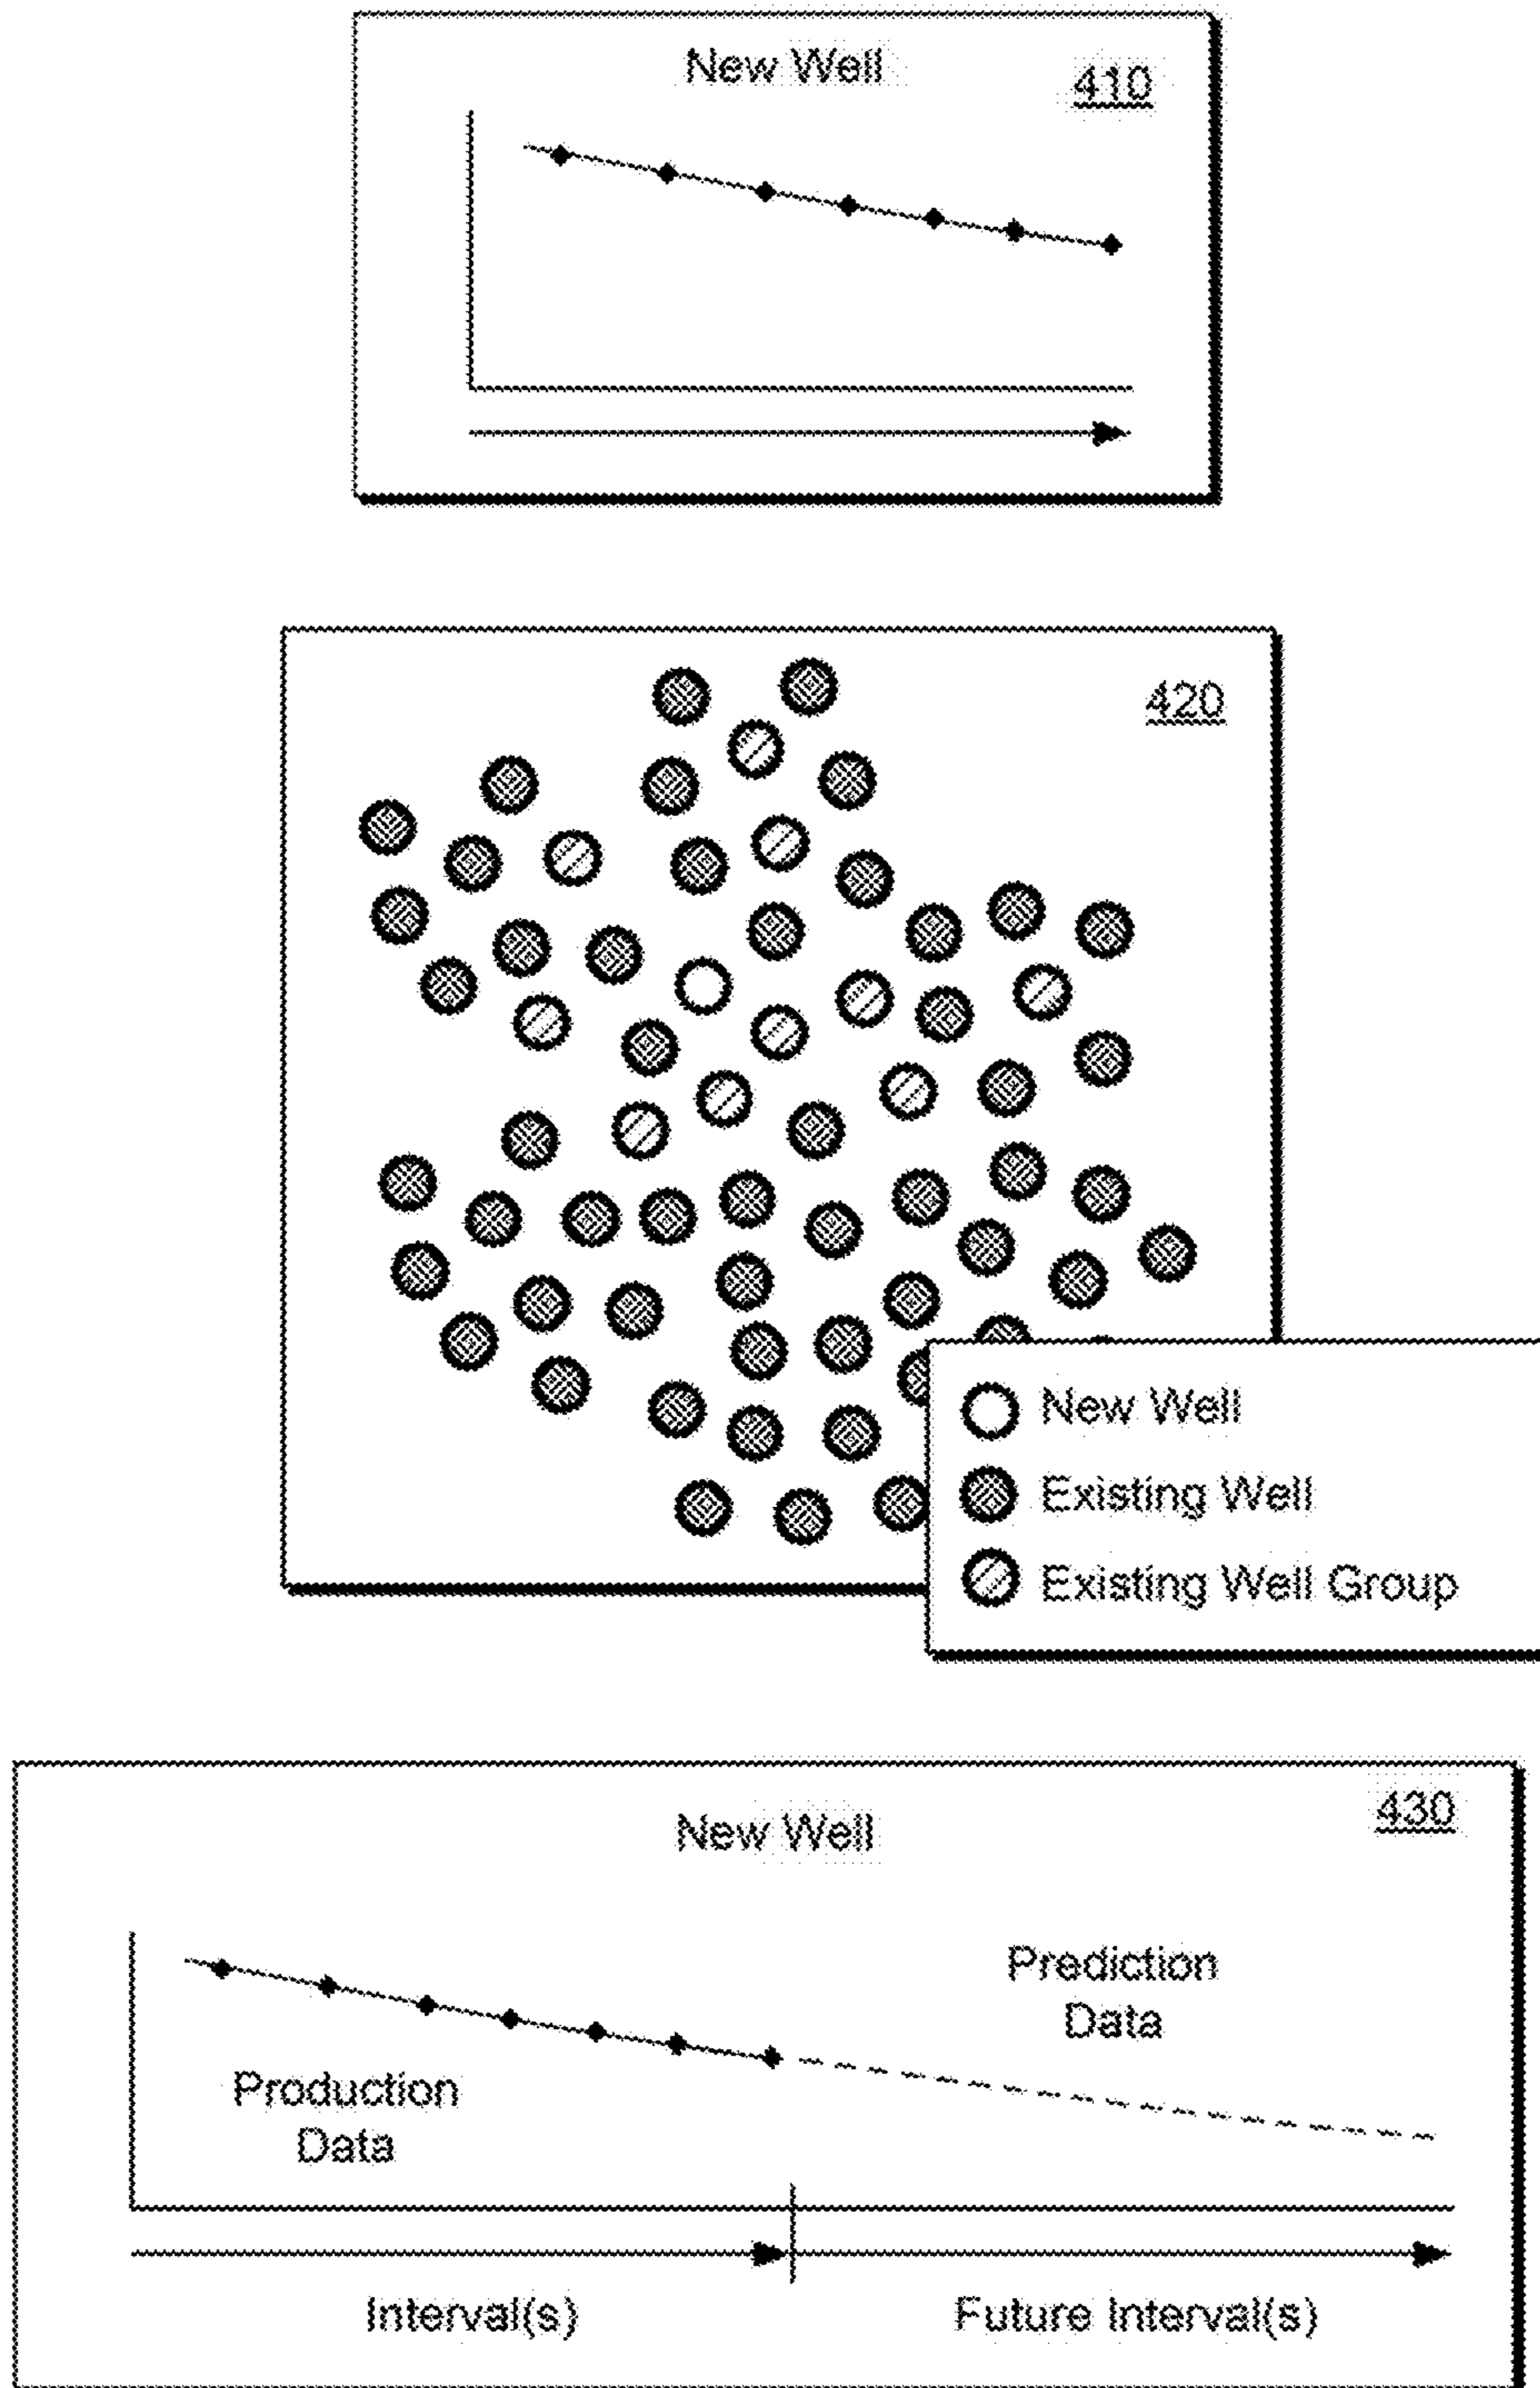 New Well
410
420
New Well
Existing Well
Existing Well Group
430
New Well
Prediction
Data
Production
Data
Interval(s)
Future Interval(s)